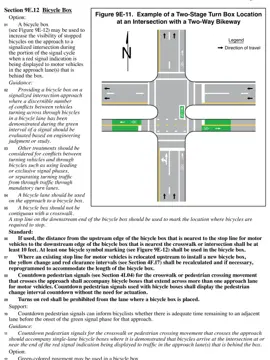 Section 9E.12 Bicycle Box
Option:
A bicycle box
(see Figure 9E-12) may be used to
increase the visibility of stopped
bicycles on the approach to a
signalized intersection during
the portion of the signal cycle
when a red signal indication is
being displayed to motor vehicles
in the approach lane(s) that is
behind the box.
Guidance:
Providing a bicycle box on a
signalized intersection approach
where a discernible number
of conflicts between vehicles
turning across through bicycles
in a bicycle lane has been
demonstrated during the green
interval of a signal should be
evaluated based on engineering
judgment or study.
Other treatments should be
considered for conflicts between
turning vehicles and through
bicycles such as using leading
or exclusive signal phases,
or separating turning traffic
from through traffic through
mandatory turn lanes.
A bicycle lane should be used
on the approach to a bicycle box.
A bicycle box should not be
contiguous with a crosswalk.
A stop line on the downstream end of the bicycle box should be used to mark the location where bicycles are
required to stop.
Figure 9E-11. Example of a Two-Stage Turn Box Location
at an Intersection with a Two-Way Bikeway
Legend
Direction of travel
Standard:
If used, the distance from the upstream edge of the bicycle box that is nearest to the stop line for motor
vehicles to the downstream edge of the bicycle box that is nearest the crosswalk or intersection shall be at
least 10 feet. At least one bicycle symbol marking (see Figure 9E-12) shall be used in the bicycle box.
Where an existing stop line for motor vehicles is relocated upstream to install a new bicycle box,
the yellow change and red clearance intervals (see Section 4F.17) shall be recalculated and if necessary,
reprogrammed to accommodate the length of the bicycle box.
Countdown pedestrian signals (see Section 4I.04) for the crosswalk or pedestrian crossing movement
that crosses the approach shall accompany bicycle boxes that extend across more than one approach lane
for motor vehicles. Countdown pedestrian signals used with bicycle boxes shall display the pedestrian
change interval countdown without the need for actuation.
Turns on red shall be prohibited from the lane where a bicycle box is placed.
Support:
Countdown pedestrian signals can inform bicyclists whether there is adequate time remaining to an adjacent
lane before the onset of the green signal phase for that approach.
Guidance:
Countdown pedestrian signals for the crosswalk or pedestrian crossing movement that crosses the approach
should accompany single-lane bicycle boxes where it is demonstrated that bicycles arrive at the intersection at or
near the end of the red signal indication being displayed to traffic in the approach lane(s) that is behind the box.
Option:
Green-colored pavement may be used in a bicycle box